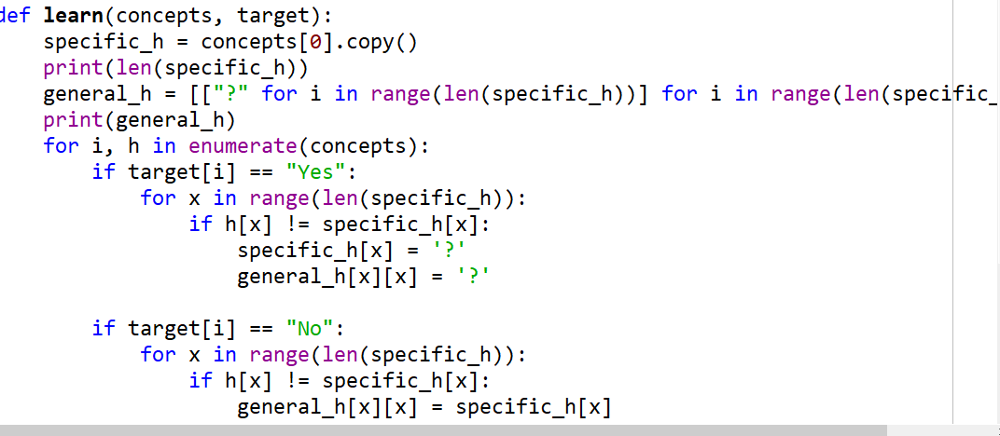 def learn(concepts, target):
    specific_h = concepts[0].copy()
    print(len(specific_h))
    general_h = [["?" for i in range(len(specific_h))] for i in range(len(specific_
    print(general_h)
    for i, h in enumerate(concepts):
        if target[i] == "Yes":
            for x in range(len(specific_h)):
                if h[x] != specific_h[x]:
                    specific_h[x] = '?'
                    general_h[x][x] = '?'

        if target[i] == "No":
            for x in range(len(specific_h)):
                if h[x] != specific_h[x]:
                    general_h[x][x] = specific_h[x]